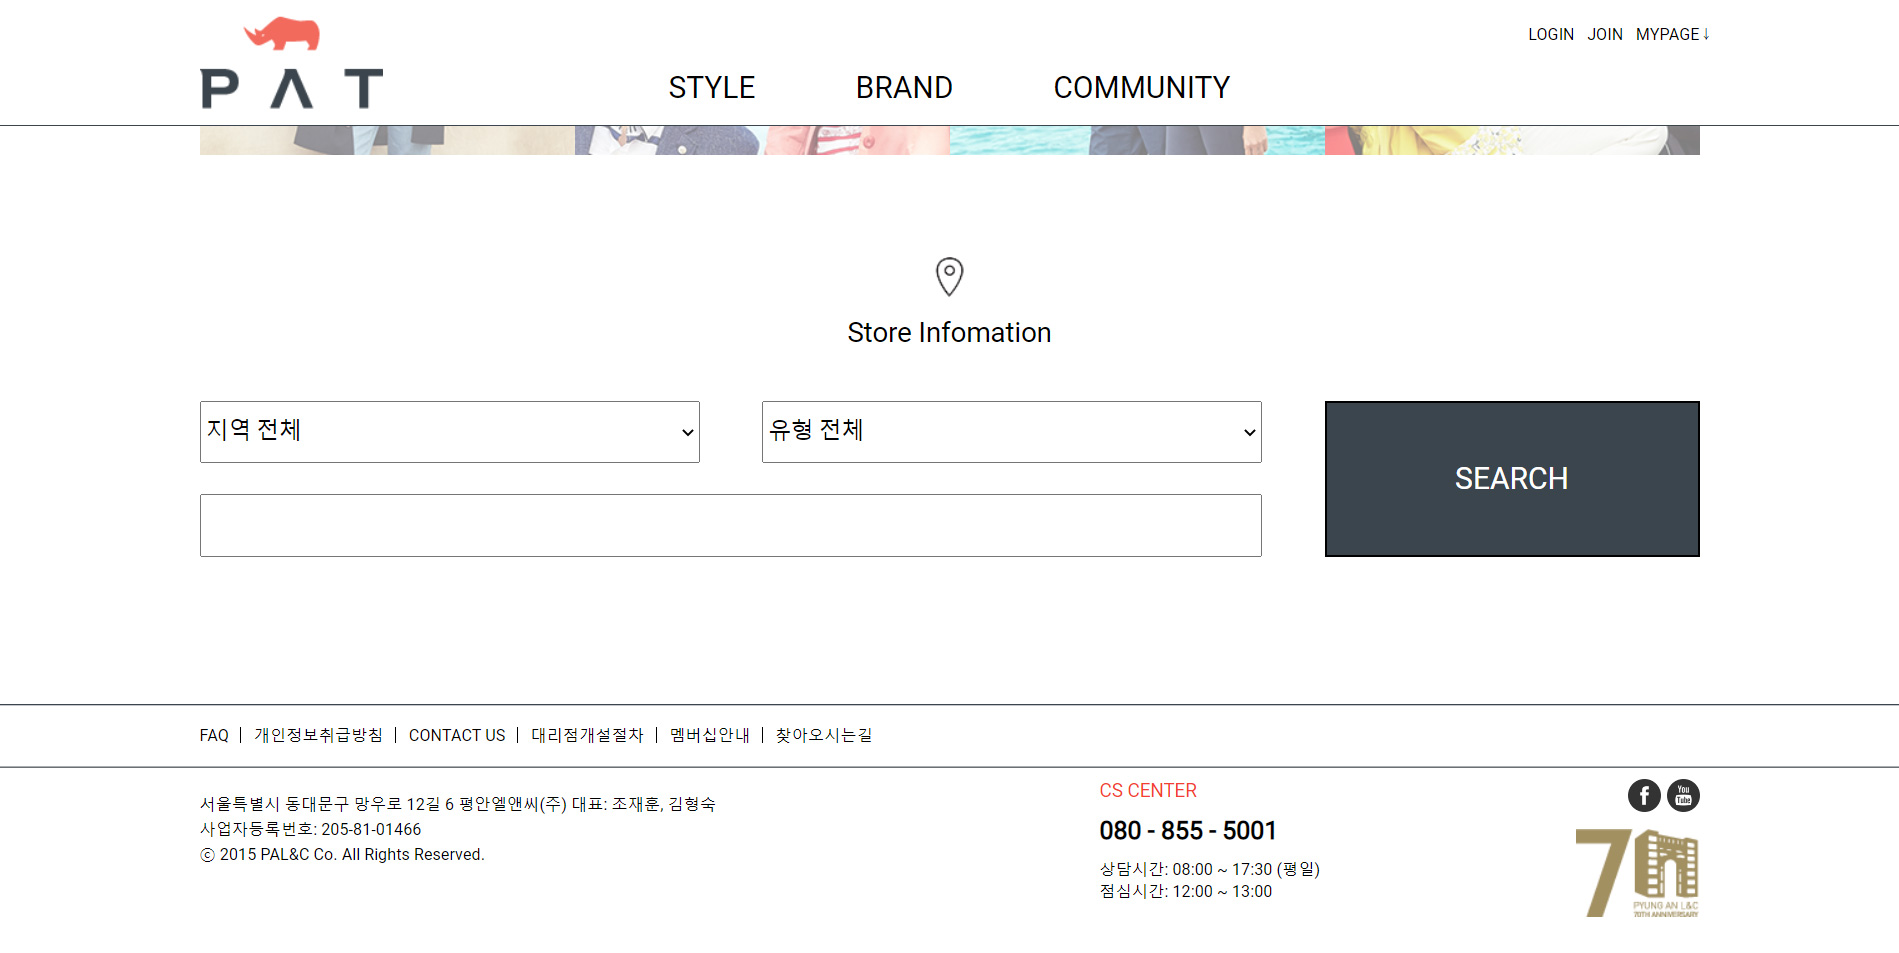 PAT
LOGIN JOIN MYPAGE↓
STYLE BRAND COMMUNITY
Store Infomation
지역 전체 유형 전체
SEARCH
FAQ | 개인정보취급방침 | CONTACT US | 대리점개설절차 | 멤버십안내 | 찾아오시는길
서울특별시 동대문구 망우로 12길 6 평안엘앤씨(주) 대표: 조재훈, 김형숙
사업자등록번호: 205-81-01466
ⓒ 2015 PAL&C Co. All Rights Reserved.
CS CENTER
080 - 855 - 5001
상담시간: 08:00 ~ 17:30 (평일)
점심시간: 12:00 ~ 13:00
f
You
Tube
70
PYUNG AN L&C
70TH ANNIVERSARY